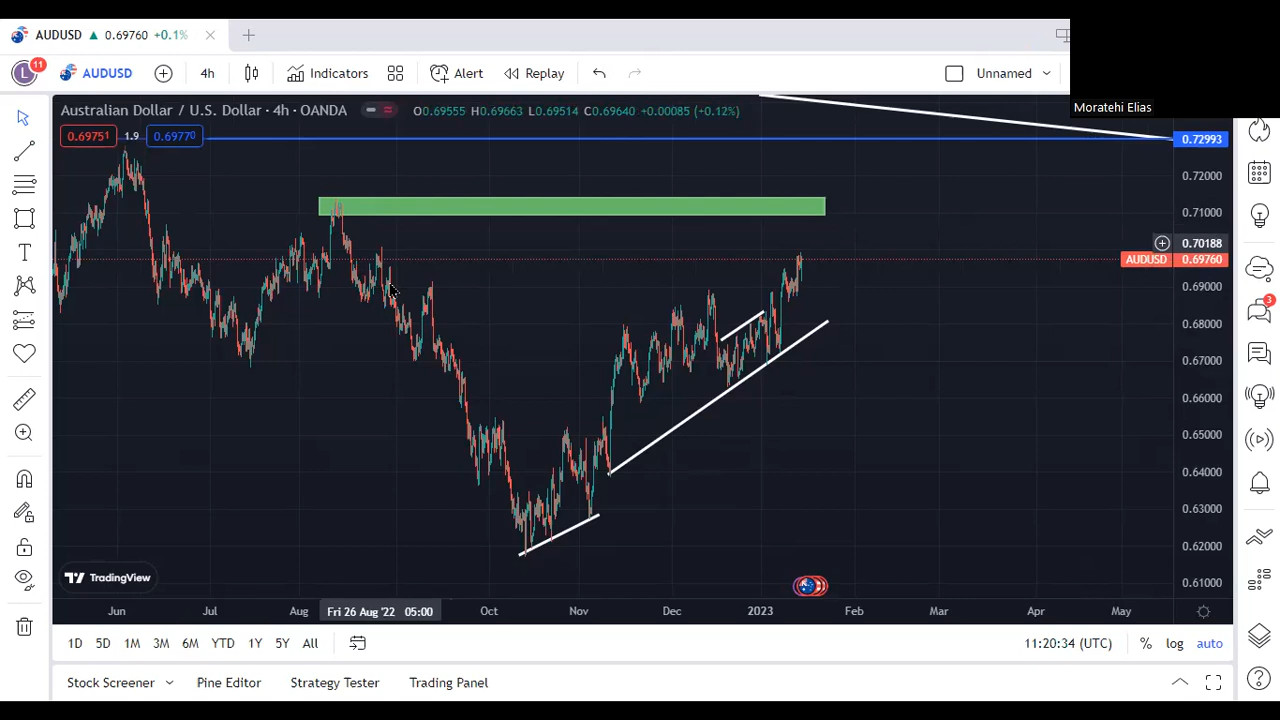 AUDUSD ▲ 0.69760 +0.1%
Moratehi Elias
L 11 AUDUSD 4h Indicators Alert Replay Unnamed
Australian Dollar / U.S. Dollar · 4h · OANDA O0.69555 H0.69663 L0.69514 C0.69640 +0.00085 (+0.12%)
0.69751 1.9 0.69770
0.72993
0.72000
0.71000
0.70188
AUDUSD 0.69760
0.69000
0.68000
0.67000
0.66000
0.65000
0.64000
0.63000
0.62000
0.61000
3
TradingView
Jun Jul Aug Fri 26 Aug '22 05:00 Oct Nov Dec 2023 Feb Mar Apr May
1D 5D 1M 3M 6M YTD 1Y 5Y All 11:20:34 (UTC) % log auto
Stock Screener Pine Editor Strategy Tester Trading Panel